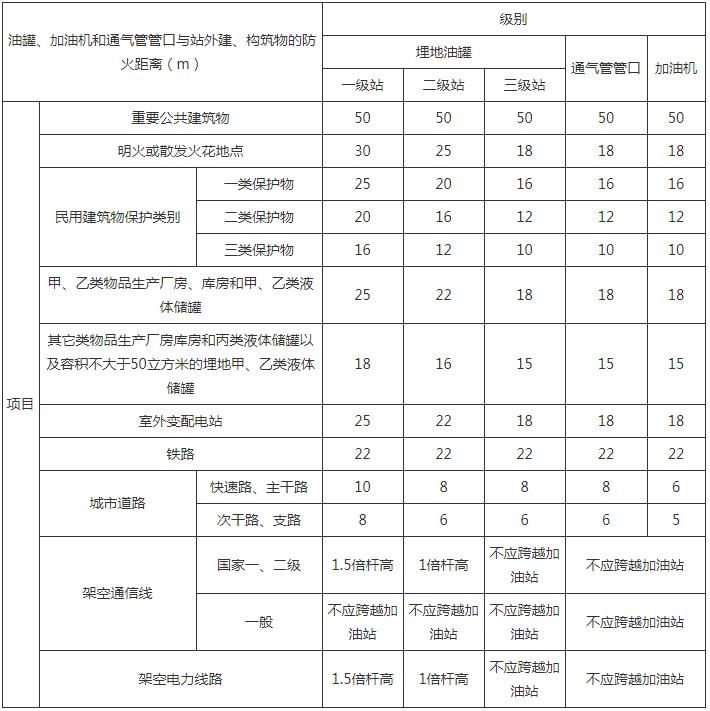 油罐、加油机和通气管管口与站外建、构筑物的防
火距离（m）
级别
埋地油罐
通气管管口
加油机
一级站
二级站
三级站
项目
重要公共建筑物 50 50 50 50 50
明火或散发火花地点 30 25 18 18 18
民用建筑物保护类别
一类保护物 25 20 16 16 16
二类保护物 20 16 12 12 12
三类保护物 16 12 10 10 10
甲、乙类物品生产厂房、库房和甲、乙类液
体储罐
25 22 18 18 18
其它类物品生产厂房库房和丙类液体储罐以
及容积不大于50立方米的埋地甲、乙类液体
储罐
18 16 15 15 15
室外变配电站 25 22 18 18 18
铁路 22 22 22 22 22
城市道路
快速路、主干路 10 8 8 8 6
次干路、支路 8 6 6 6 5
架空通信线
国家一、二级 1.5倍杆高 1倍杆高
不应跨越加
油站
不应跨越加油站
一般
不应跨越加
油站
不应跨越加
油站
不应跨越加
油站
不应跨越加油站
架空电力线路 1.5倍杆高 1倍杆高
不应跨越加
油站
不应跨越加油站